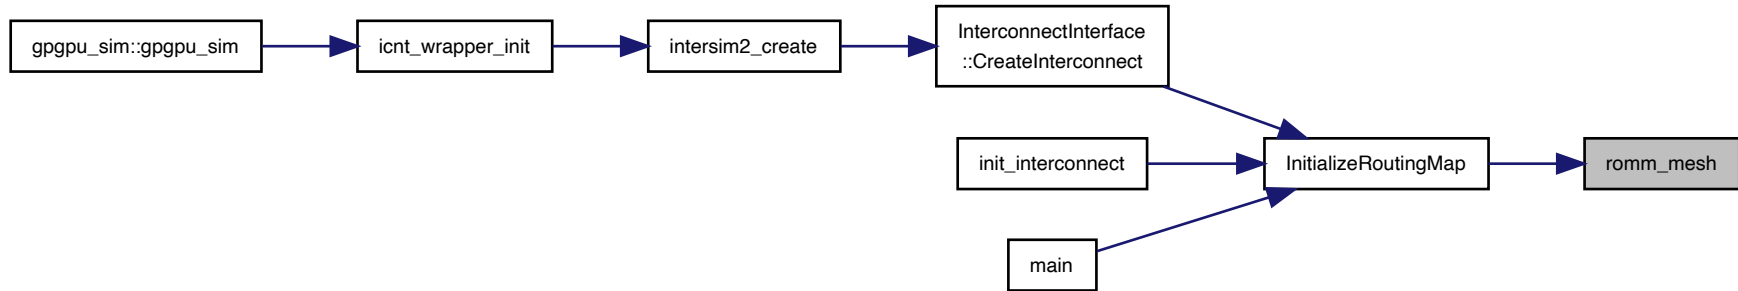 gpgpu_sim::gpgpu_sim
icnt_wrapper_init
intersim2_create
InterconnectInterface
::CreateInterconnect
init_interconnect
InitializeRoutingMap
romm_mesh
main